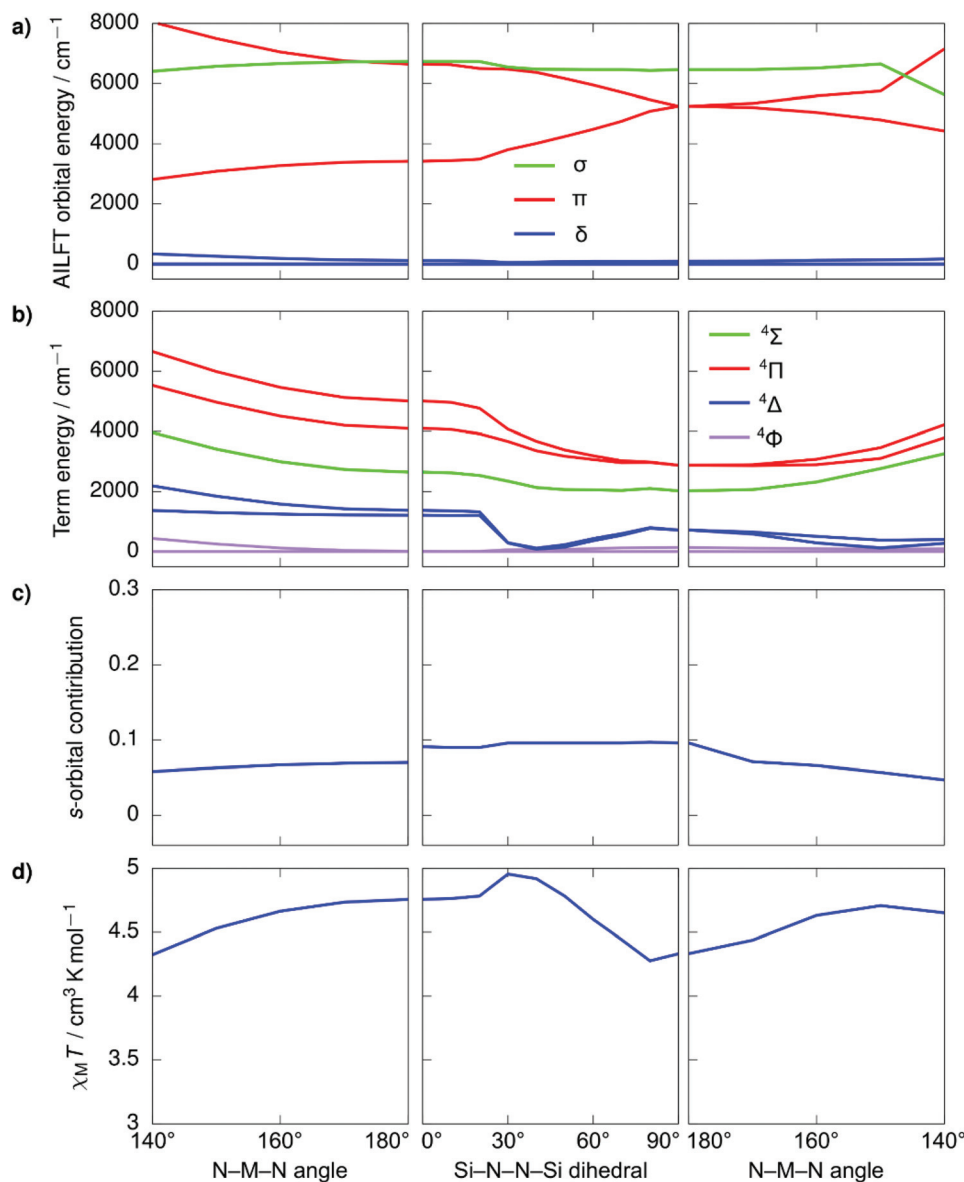 a)
AILFT orbital energy / cm⁻¹
8000
6000
4000
2000
0
σ
π
δ
b)
Term energy / cm⁻¹
8000
6000
4000
2000
0
⁴Σ
⁴Π
⁴Δ
⁴Φ
c)
s-orbital contiribution
0.3
0.2
0.1
0
d)
χMT / cm³ K mol⁻¹
5
4.5
4
3.5
3
140° 160° 180° 0° 30° 60° 90° 180° 160° 140°
N–M–N angle Si–N–N–Si dihedral N–M–N angle